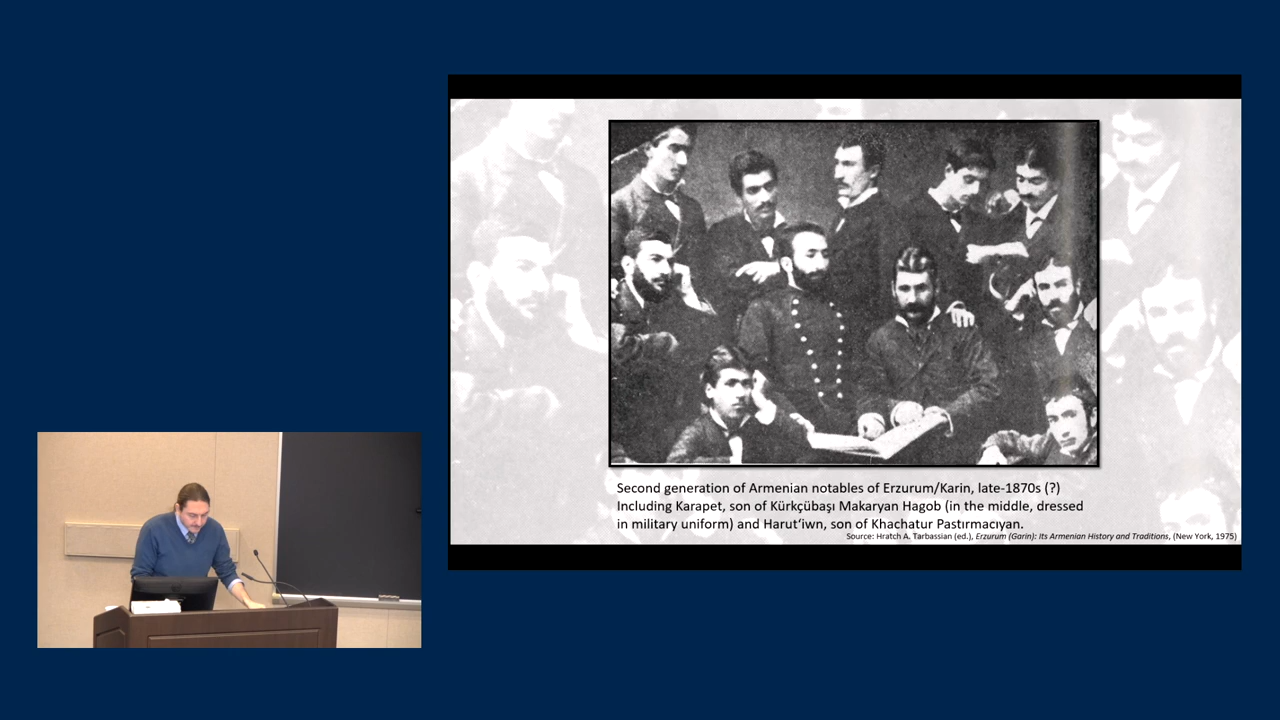 Second generation of Armenian notables of Erzurum/Karin, late-1870s (?)
Including Karapet, son of Kürkçübaşı Makaryan Hagob (in the middle, dressed
in military uniform) and Harut‘iwn, son of Khachatur Pastırmacıyan.
Source: Hratch A. Tarbassian (ed.), Erzurum (Garin): Its Armenian History and Traditions, (New York, 1975)